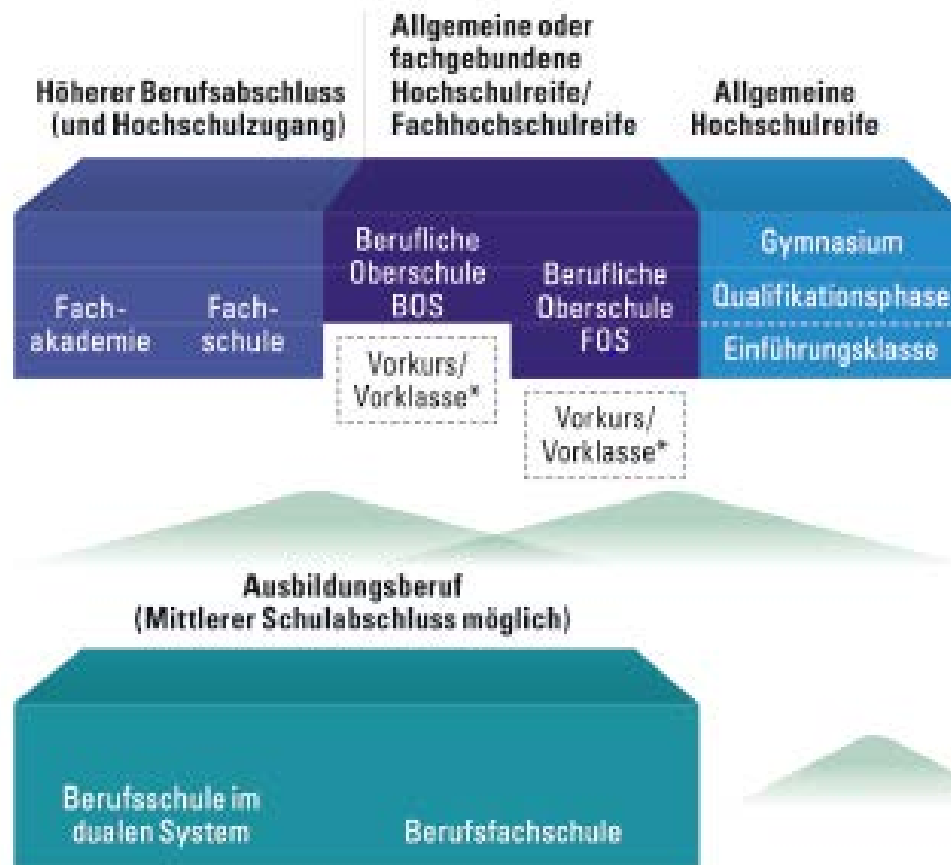 Höherer Berufsabschluss
(und Hochschulzugang)
Allgemeine oder
fachgebundene
Hochschulreife/
Fachhochschulreife
Allgemeine
Hochschulreife
Fach-
akademie
Fach-
schule
Berufliche
Oberschule
BOS
Vorkurs/
Vorklasse*
Berufliche
Oberschule
FOS
Vorkurs/
Vorklasse*
Gymnasium
Qualifikationsphase
Einführungsklasse
Ausbildungsberuf
(Mittlerer Schulabschluss möglich)
Berufsschule im
dualen System
Berufsfachschule